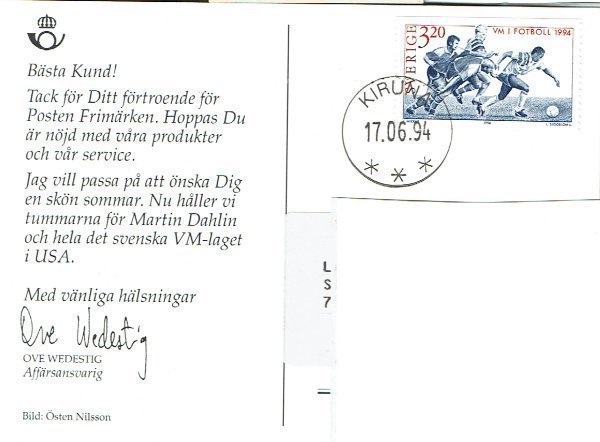 Bästa Kund!
Tack för Ditt förtroende för
Posten Frimärken. Hoppas Du
är nöjd med våra produkter
och vår service.
Jag vill passa på att önska Dig
en skön sommar. Nu håller vi
tummarna för Martin Dahlin
och hela det svenska VM-laget
i USA.
Med vänliga hälsningar
Ove Wedestig
OVE WEDESTIG
Affärsansvarig
Bild: Östen Nilsson
SVERIGE 3,20
VM I FOTBOLL 1994
KIRUNA
17.06.94
L
S
7